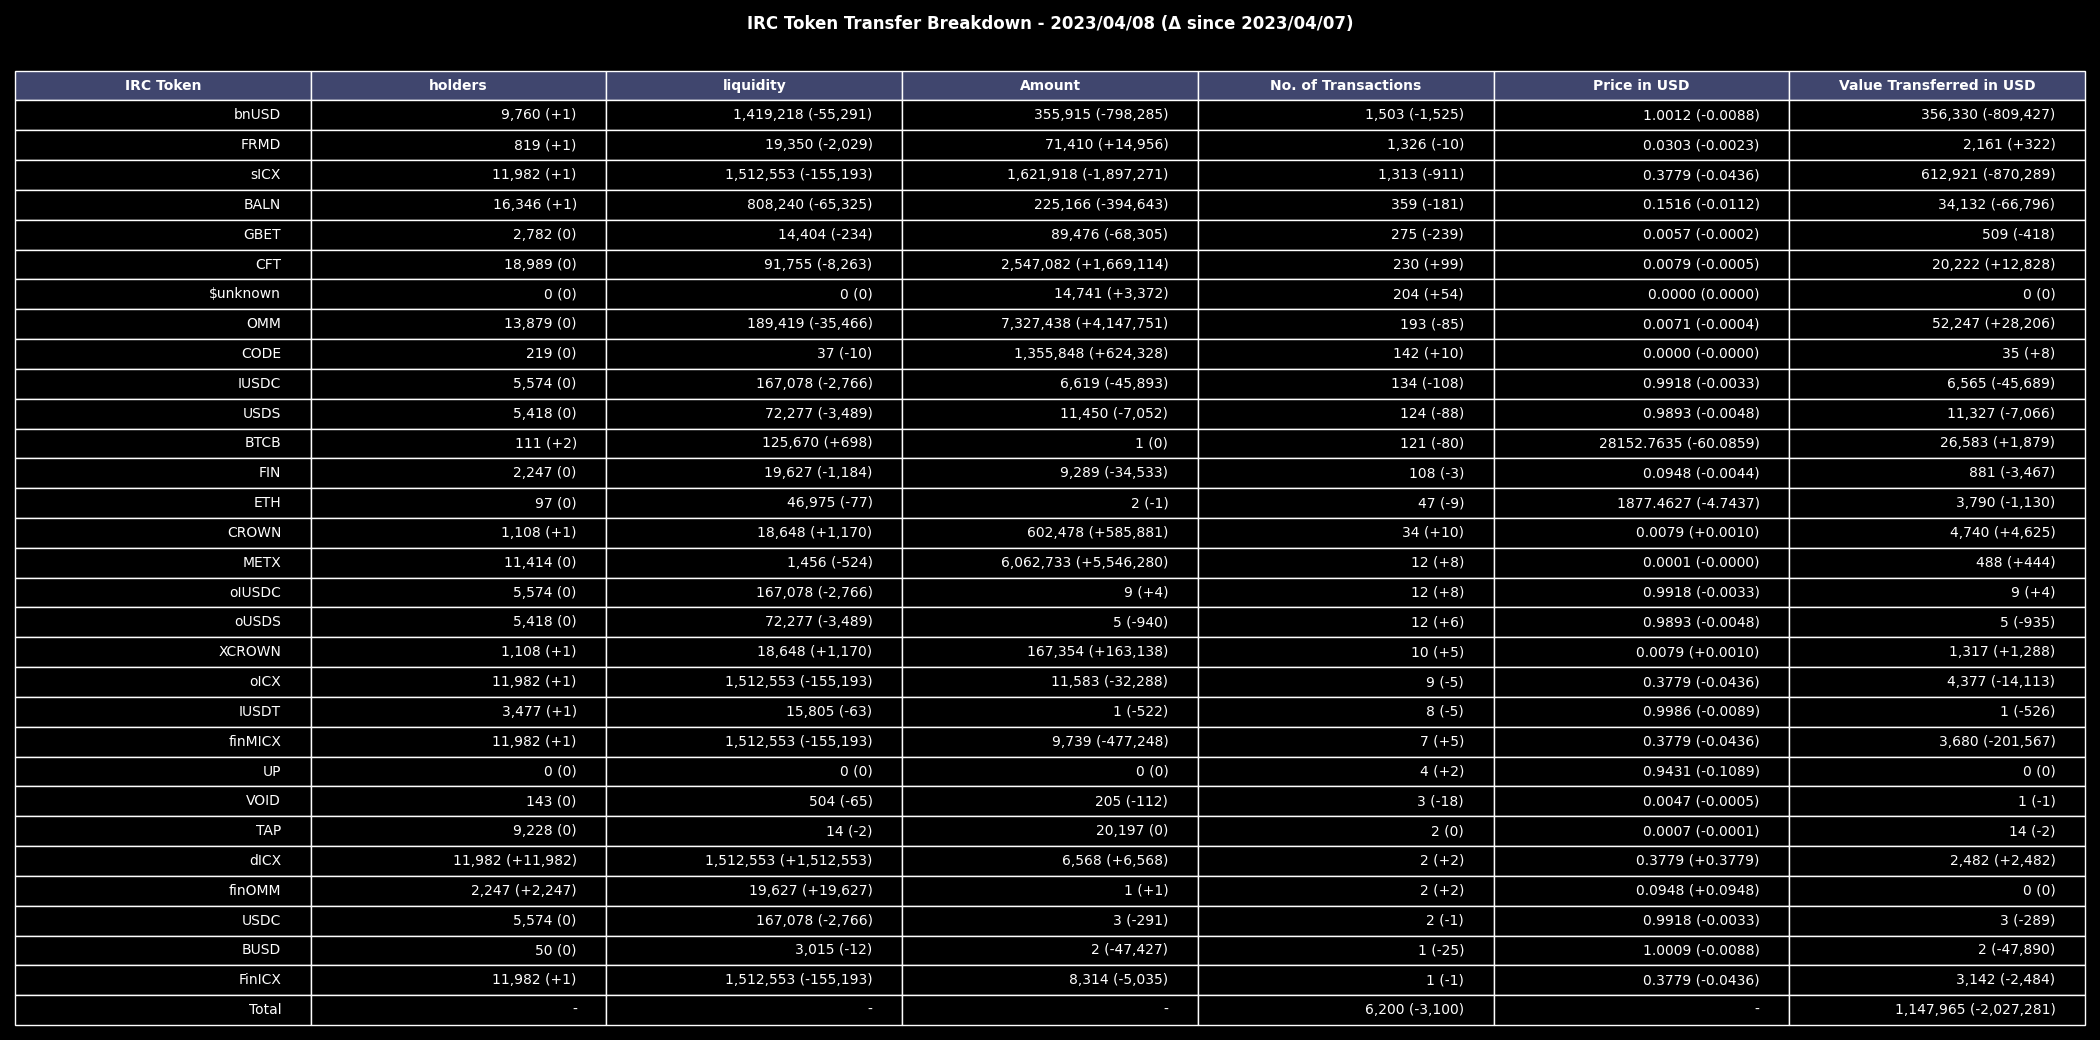 IRC Token Transfer Breakdown - 2023/04/08 (Δ since 2023/04/07)
IRC Token holders liquidity Amount No. of Transactions Price in USD Value Transferred in USD
bnUSD 9,760 (+1) 1,419,218 (-55,291) 355,915 (-798,285) 1,503 (-1,525) 1.0012 (-0.0088) 356,330 (-809,427)
FRMD 819 (+1) 19,350 (-2,029) 71,410 (+14,956) 1,326 (-10) 0.0303 (-0.0023) 2,161 (+322)
sICX 11,982 (+1) 1,512,553 (-155,193) 1,621,918 (-1,897,271) 1,313 (-911) 0.3779 (-0.0436) 612,921 (-870,289)
BALN 16,346 (+1) 808,240 (-65,325) 225,166 (-394,643) 359 (-181) 0.1516 (-0.0112) 34,132 (-66,796)
GBET 2,782 (0) 14,404 (-234) 89,476 (-68,305) 275 (-239) 0.0057 (-0.0002) 509 (-418)
CFT 18,989 (0) 91,755 (-8,263) 2,547,082 (+1,669,114) 230 (+99) 0.0079 (-0.0005) 20,222 (+12,828)
$unknown 0 (0) 0 (0) 14,741 (+3,372) 204 (+54) 0.0000 (0.0000) 0 (0)
OMM 13,879 (0) 189,419 (-35,466) 7,327,438 (+4,147,751) 193 (-85) 0.0071 (-0.0004) 52,247 (+28,206)
CODE 219 (0) 37 (-10) 1,355,848 (+624,328) 142 (+10) 0.0000 (-0.0000) 35 (+8)
IUSDC 5,574 (0) 167,078 (-2,766) 6,619 (-45,893) 134 (-108) 0.9918 (-0.0033) 6,565 (-45,689)
USDS 5,418 (0) 72,277 (-3,489) 11,450 (-7,052) 124 (-88) 0.9893 (-0.0048) 11,327 (-7,066)
BTCB 111 (+2) 125,670 (+698) 1 (0) 121 (-80) 28152.7635 (-60.0859) 26,583 (+1,879)
FIN 2,247 (0) 19,627 (-1,184) 9,289 (-34,533) 108 (-3) 0.0948 (-0.0044) 881 (-3,467)
ETH 97 (0) 46,975 (-77) 2 (-1) 47 (-9) 1877.4627 (-4.7437) 3,790 (-1,130)
CROWN 1,108 (+1) 18,648 (+1,170) 602,478 (+585,881) 34 (+10) 0.0079 (+0.0010) 4,740 (+4,625)
METX 11,414 (0) 1,456 (-524) 6,062,733 (+5,546,280) 12 (+8) 0.0001 (-0.0000) 488 (+444)
oIUSDC 5,574 (0) 167,078 (-2,766) 9 (+4) 12 (+8) 0.9918 (-0.0033) 9 (+4)
oUSDS 5,418 (0) 72,277 (-3,489) 5 (-940) 12 (+6) 0.9893 (-0.0048) 5 (-935)
XCROWN 1,108 (+1) 18,648 (+1,170) 167,354 (+163,138) 10 (+5) 0.0079 (+0.0010) 1,317 (+1,288)
oICX 11,982 (+1) 1,512,553 (-155,193) 11,583 (-32,288) 9 (-5) 0.3779 (-0.0436) 4,377 (-14,113)
IUSDT 3,477 (+1) 15,805 (-63) 1 (-522) 8 (-5) 0.9986 (-0.0089) 1 (-526)
finMICX 11,982 (+1) 1,512,553 (-155,193) 9,739 (-477,248) 7 (+5) 0.3779 (-0.0436) 3,680 (-201,567)
UP 0 (0) 0 (0) 0 (0) 4 (+2) 0.9431 (-0.1089) 0 (0)
VOID 143 (0) 504 (-65) 205 (-112) 3 (-18) 0.0047 (-0.0005) 1 (-1)
TAP 9,228 (0) 14 (-2) 20,197 (0) 2 (0) 0.0007 (-0.0001) 14 (-2)
dICX 11,982 (+11,982) 1,512,553 (+1,512,553) 6,568 (+6,568) 2 (+2) 0.3779 (+0.3779) 2,482 (+2,482)
finOMM 2,247 (+2,247) 19,627 (+19,627) 1 (+1) 2 (+2) 0.0948 (+0.0948) 0 (0)
USDC 5,574 (0) 167,078 (-2,766) 3 (-291) 2 (-1) 0.9918 (-0.0033) 3 (-289)
BUSD 50 (0) 3,015 (-12) 2 (-47,427) 1 (-25) 1.0009 (-0.0088) 2 (-47,890)
FinICX 11,982 (+1) 1,512,553 (-155,193) 8,314 (-5,035) 1 (-1) 0.3779 (-0.0436) 3,142 (-2,484)
Total - - - 6,200 (-3,100) - 1,147,965 (-2,027,281)